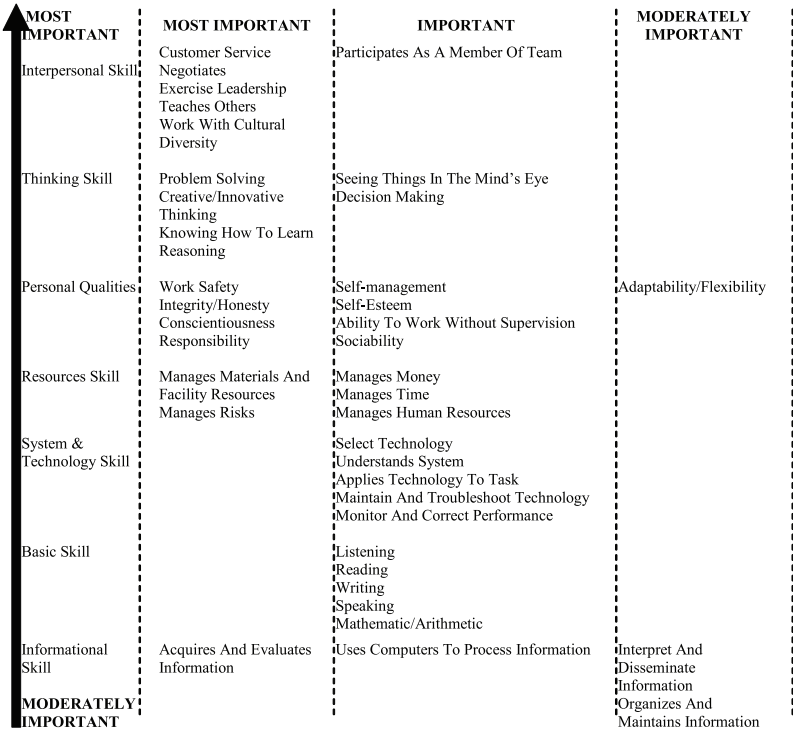 MOST IMPORTANT
MOST IMPORTANT
IMPORTANT
MODERATELY IMPORTANT
Interpersonal Skill
Customer Service
Negotiates
Exercise Leadership
Teaches Others
Work With Cultural
Diversity
Participates As A Member Of Team
Thinking Skill
Problem Solving
Creative/Innovative
Thinking
Knowing How To Learn
Reasoning
Seeing Things In The Mind's Eye
Decision Making
Personal Qualities
Work Safety
Integrity/Honesty
Conscientiousness
Responsibility
Self-management
Self-Esteem
Ability To Work Without Supervision
Sociability
Adaptability/Flexibility
Resources Skill
Manages Materials And
Facility Resources
Manages Risks
Manages Money
Manages Time
Manages Human Resources
System &
Technology Skill
Select Technology
Understands System
Applies Technology To Task
Maintain And Troubleshoot Technology
Monitor And Correct Performance
Basic Skill
Listening
Reading
Writing
Speaking
Mathematic/Arithmetic
Informational
Skill
Acquires And Evaluates
Information
Uses Computers To Process Information
Interpret And
Disseminate
Information
Organizes And
Maintains Information
MODERATELY
IMPORTANT